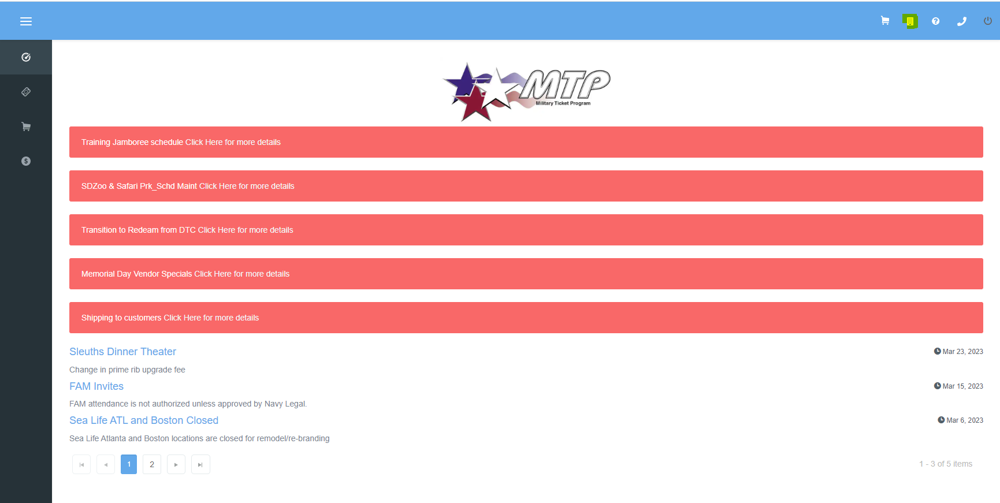 MTP
Military Ticket Program
Training Jamboree schedule Click Here for more details
SDZoo & Safari Prk_Schd Maint Click Here for more details
Transition to Redeam from DTC Click Here for more details
Memorial Day Vendor Specials Click Here for more details
Shipping to customers Click Here for more details
Sleuths Dinner Theater Mar 23, 2023
Change in prime rib upgrade fee
FAM Invites Mar 15, 2023
FAM attendance is not authorized unless approved by Navy Legal.
Sea Life ATL and Boston Closed Mar 6, 2023
Sea Life Atlanta and Boston locations are closed for remodel/re-branding
1 2 1 - 3 of 5 items